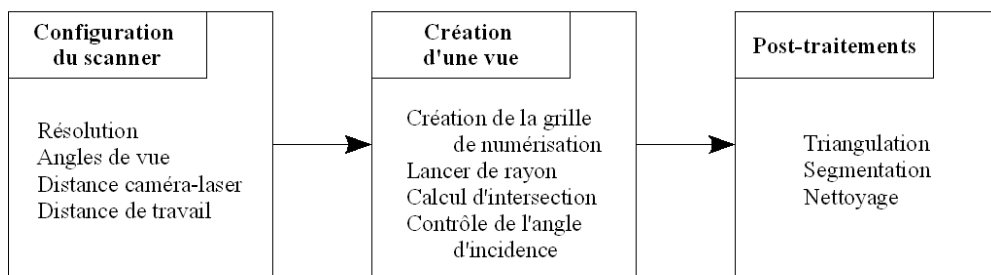 Configuration
du scanner
Résolution
Angles de vue
Distance caméra-laser
Distance de travail
Création
d'une vue
Création de la grille
de numérisation
Lancer de rayon
Calcul d'intersection
Contrôle de l'angle
d'incidence
Post-traitements
Triangulation
Segmentation
Nettoyage